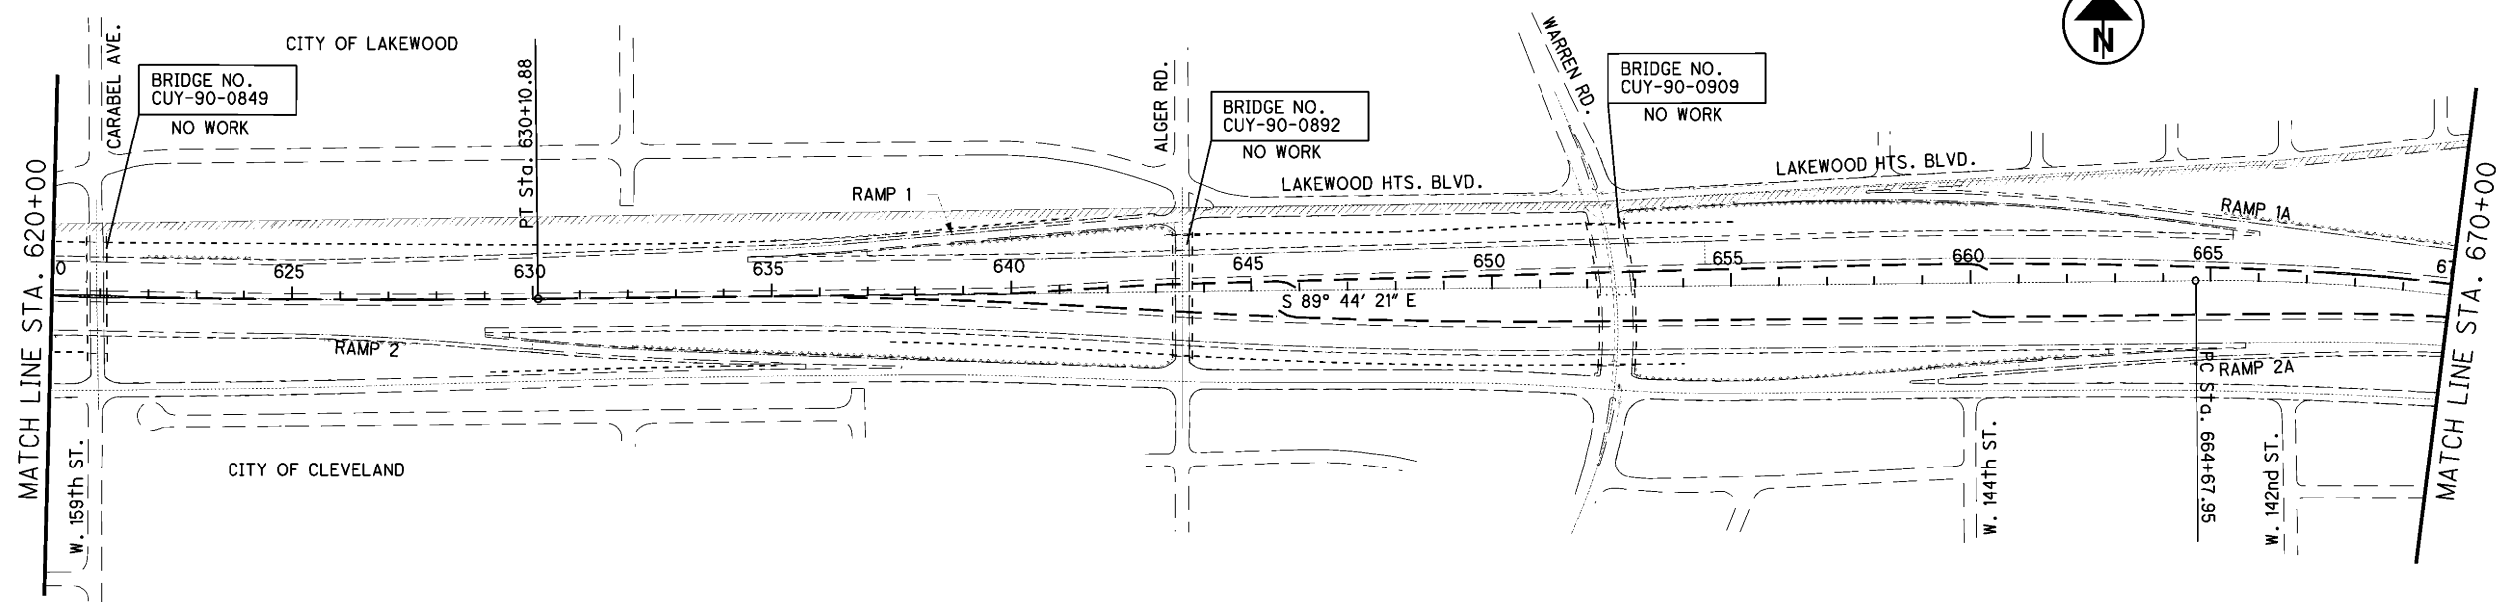 N
CITY OF LAKEWOOD
CARABEL AVE.
BRIDGE NO.
CUY-90-0849
NO WORK
PT Sta. 630+10.88
ALGER RD.
BRIDGE NO.
CUY-90-0892
NO WORK
WARREN RD.
BRIDGE NO.
CUY-90-0909
NO WORK
LAKEWOOD HTS. BLVD.
LAKEWOOD HTS. BLVD.
RAMP 1
RAMP 1A
MATCH LINE STA. 620+00
0
625
630
635
640
645
650
655
660
665
67
S 89° 44' 21" E
MATCH LINE STA. 670+00
RAMP 2
RAMP 2A
PC Sta. 664+67.95
CITY OF CLEVELAND
W. 159th ST.
W. 144th ST.
W. 142nd ST.